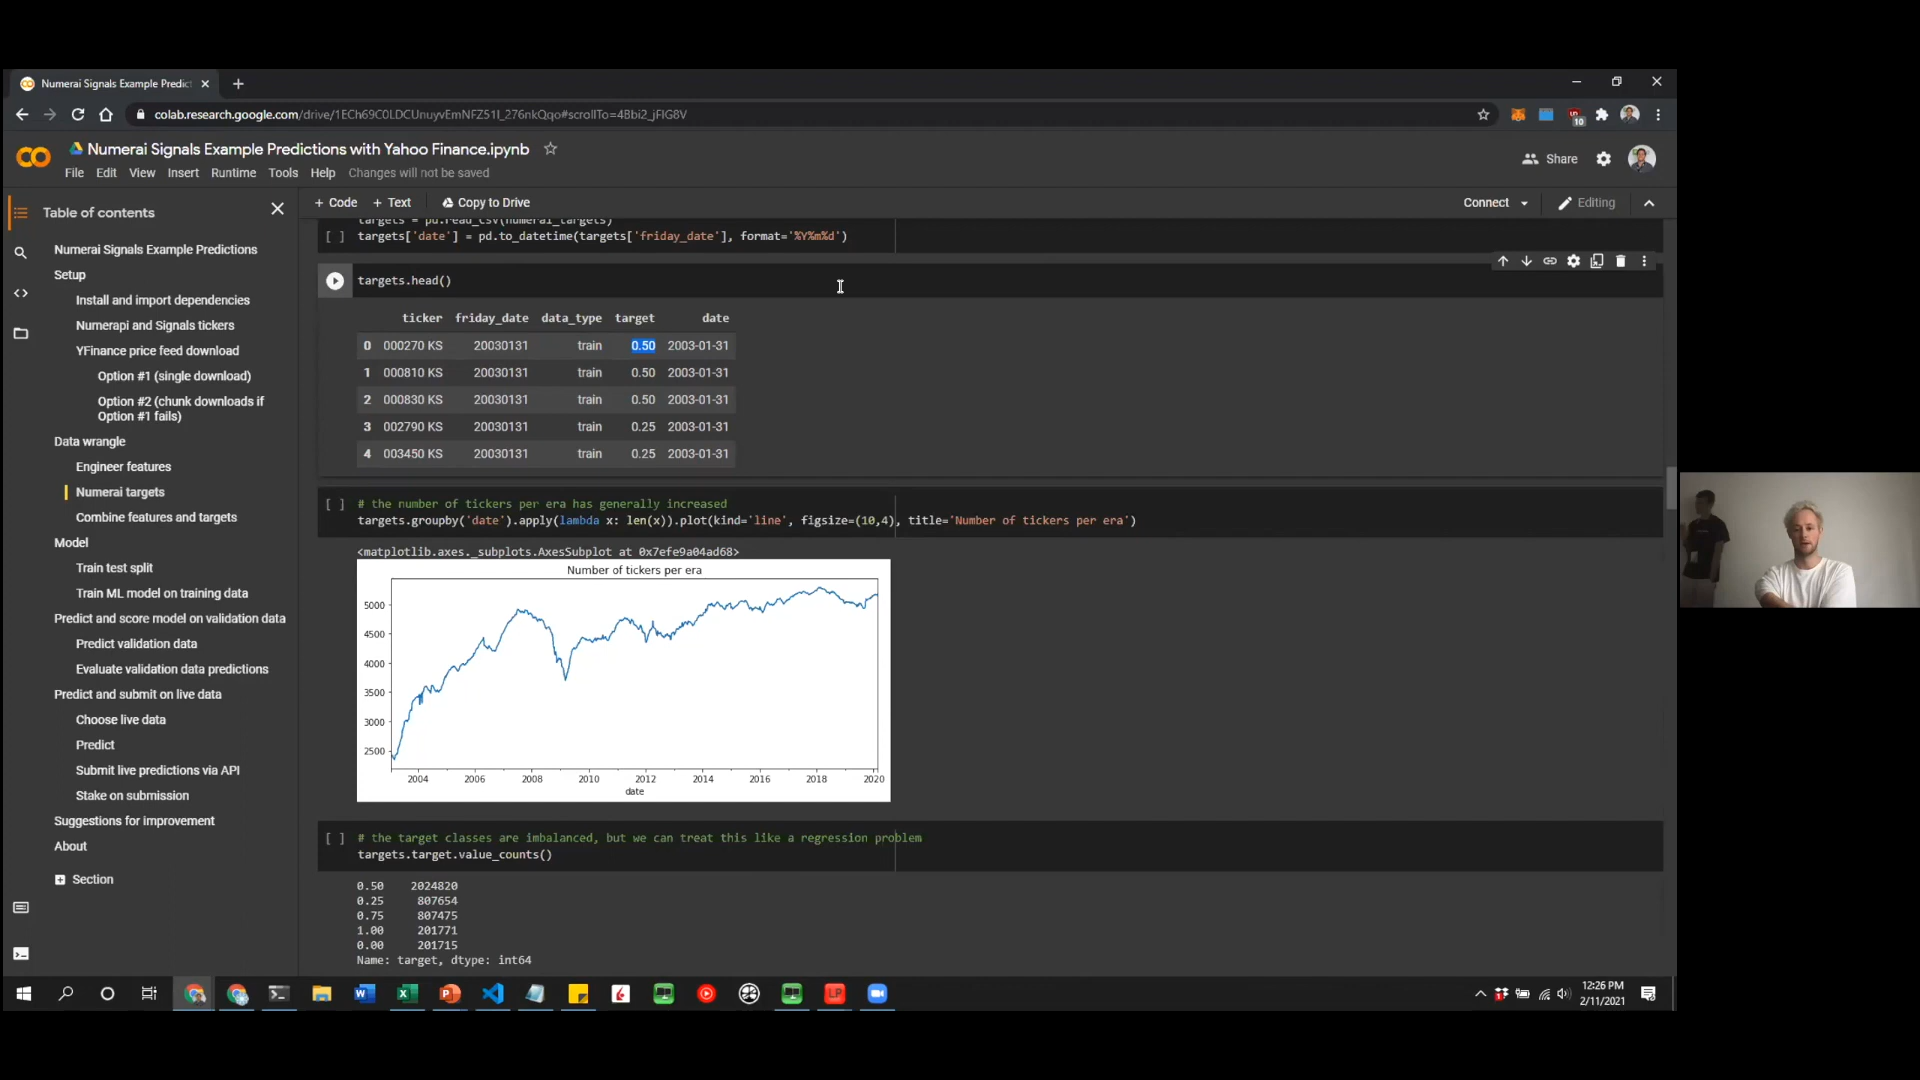 Numerai Signals Example Predic
colab.research.google.com/drive/1ECh69C0LDCUnuyvEmNFZ51I_276nkQqo#scrollTo=4Bbi2_jFIG8V
10
Numerai Signals Example Predictions with Yahoo Finance.ipynb
File Edit View Insert Runtime Tools Help Changes will not be saved
Share
Table of contents
+ Code + Text Copy to Drive
Connect
Editing
Numerai Signals Example Predictions
Setup
Install and import dependencies
Numerapi and Signals tickers
YFinance price feed download
Option #1 (single download)
Option #2 (chunk downloads if
Option #1 fails)
Data wrangle
Engineer features
Numerai targets
Combine features and targets
Model
Train test split
Train ML model on training data
Predict and score model on validation data
Predict validation data
Evaluate validation data predictions
Predict and submit on live data
Choose live data
Predict
Submit live predictions via API
Stake on submission
Suggestions for improvement
About
Section
targets = pd.read_csv(numerai_targets)
[ ] targets['date'] = pd.to_datetime(targets['friday_date'], format='%Y%m%d')
targets.head()
ticker friday_date data_type target date
0 000270 KS 20030131 train 0.50 2003-01-31
1 000810 KS 20030131 train 0.50 2003-01-31
2 000830 KS 20030131 train 0.50 2003-01-31
3 002790 KS 20030131 train 0.25 2003-01-31
4 003450 KS 20030131 train 0.25 2003-01-31
[ ] # the number of tickers per era has generally increased
targets.groupby('date').apply(lambda x: len(x)).plot(kind='line', figsize=(10,4), title='Number of tickers per era')
<matplotlib.axes._subplots.AxesSubplot at 0x7efe9a04ad68>
Number of tickers per era
5000
4500
4000
3500
3000
2500
2004 2006 2008 2010 2012 2014 2016 2018 2020
date
[ ] # the target classes are imbalanced, but we can treat this like a regression problem
targets.target.value_counts()
0.50 2024820
0.25 807654
0.75 807475
1.00 201771
0.00 201715
Name: target, dtype: int64
12:26 PM
2/11/2021